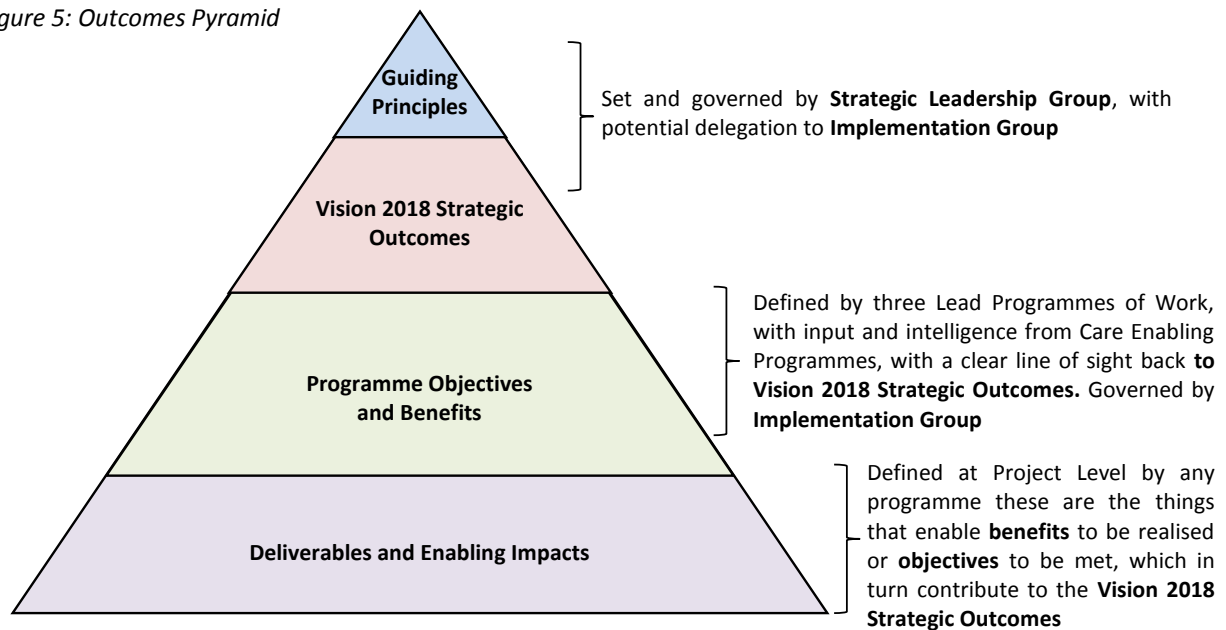 gure 5: Outcomes Pyramid
Guiding
Principles
Set and governed by Strategic Leadership Group, with
potential delegation to Implementation Group
Vision 2018 Strategic
Outcomes
Defined by three Lead Programmes of Work,
with input and intelligence from Care Enabling
Programmes, with a clear line of sight back to
Vision 2018 Strategic Outcomes. Governed by
Implementation Group
Programme Objectives
and Benefits
Defined at Project Level by any
programme these are the things
that enable benefits to be realised
or objectives to be met, which in
turn contribute to the Vision 2018
Strategic Outcomes
Deliverables and Enabling Impacts